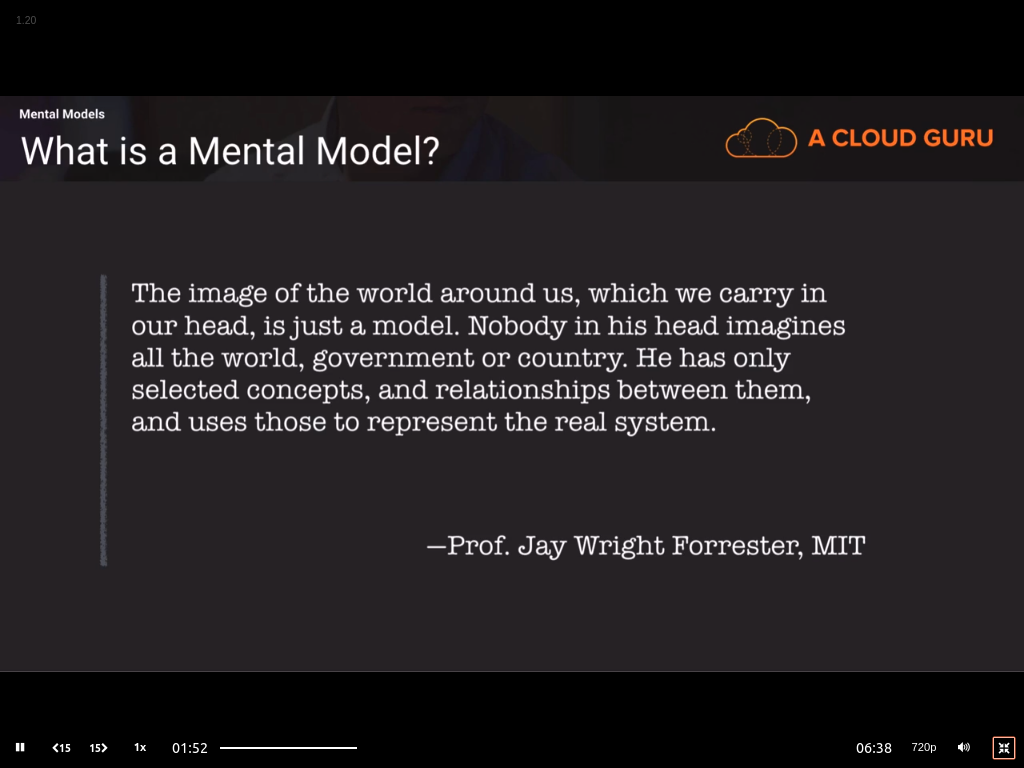 1.20
Mental Models
What is a Mental Model?
A CLOUD GURU
The image of the world around us, which we carry in
our head, is just a model. Nobody in his head imagines
all the world, government or country. He has only
selected concepts, and relationships between them,
and uses those to represent the real system.
—Prof. Jay Wright Forrester, MIT
15
15
1x
01:52
06:38
720p